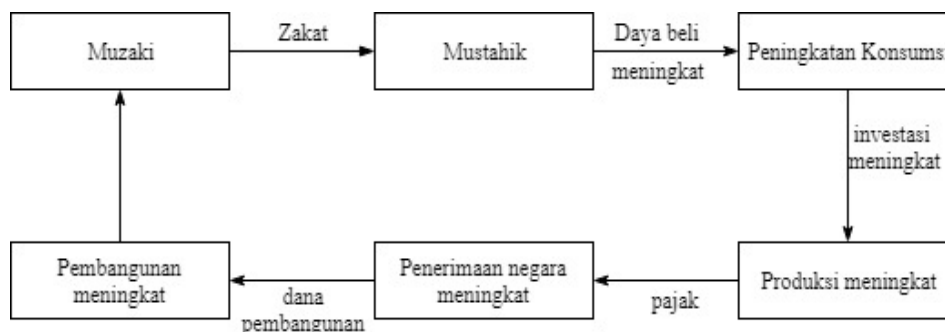 Muzaki
Zakat
Mustahik
Daya beli
meningkat
Peningkatan Konsumsi
investasi
meningkat
Pembangunan
meningkat
dana
pembangunan
Penerimaan negara
meningkat
pajak
Produksi meningkat